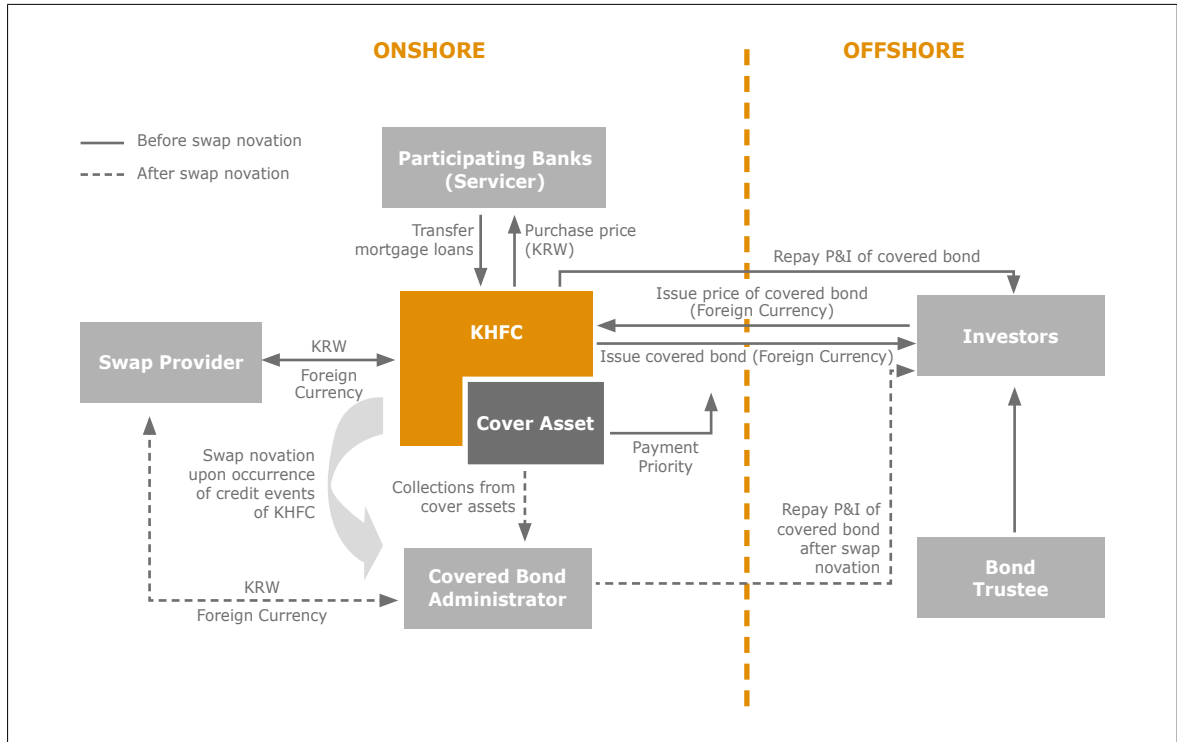 ONSHORE
OFFSHORE
Before swap novation
After swap novation
Participating Banks
(Servicer)
Transfer
mortgage loans
Purchase price
(KRW)
Repay P&I of covered bond
Issue price of covered bond
(Foreign Currency)
KHFC
Investors
Swap Provider
KRW
Foreign
Currency
Issue covered bond (Foreign Currency)
Cover Asset
Payment
Priority
Swap novation
upon occurrence
of credit events
of KHFC
Collections from
cover assets
Repay P&I of
covered bond
after swap
novation
Covered Bond
Administrator
Bond
Trustee
KRW
Foreign Currency